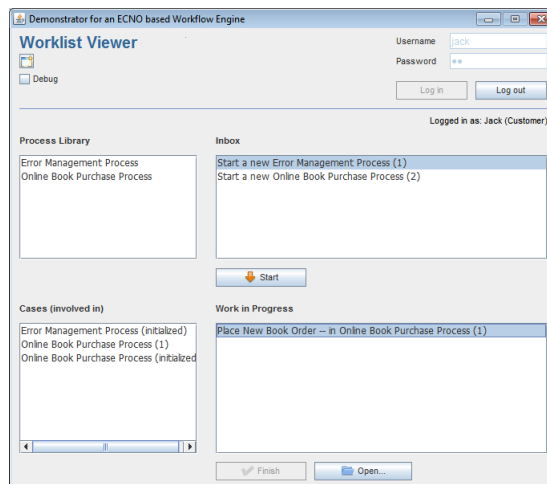 Demonstrator for an ECNO based Workflow Engine
Worklist Viewer
Username jack
Password ●●
Debug
Log in Log out
Logged in as: Jack (Customer)
Process Library
Error Management Process
Online Book Purchase Process
Inbox
Start a new Error Management Process (1)
Start a new Online Book Purchase Process (2)
Start
Cases (involved in)
Error Management Process (initialized)
Online Book Purchase Process (1)
Online Book Purchase Process (initialized
Work in Progress
Place New Book Order -- in Online Book Purchase Process (1)
Finish Open...